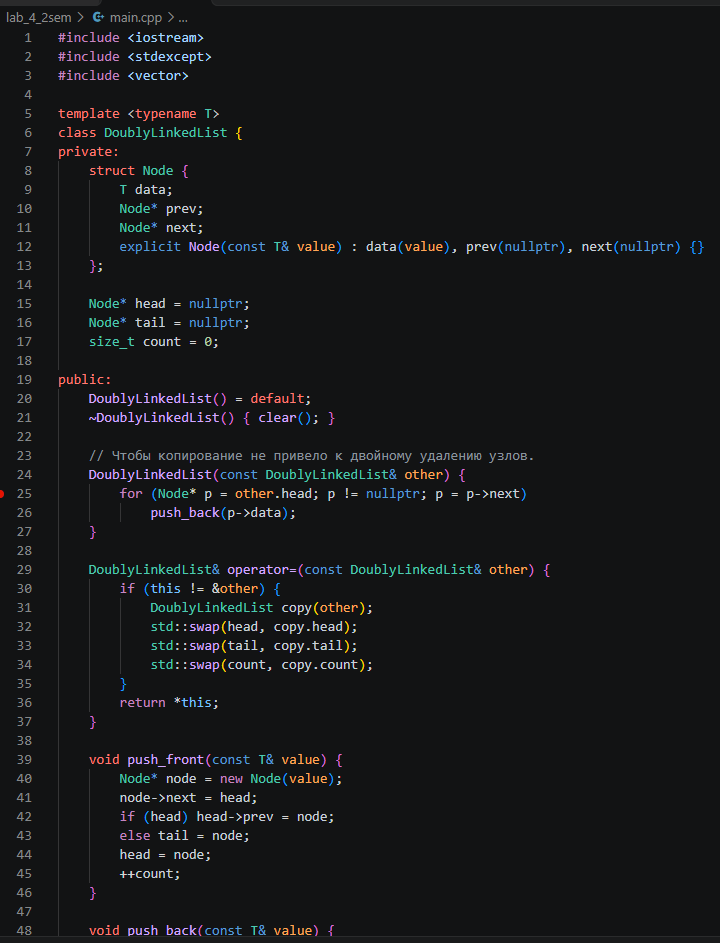 lab_4_2sem > main.cpp > ...
1 #include <iostream>
2 #include <stdexcept>
3 #include <vector>
4
5 template <typename T>
6 class DoublyLinkedList {
7 private:
8     struct Node {
9         T data;
10         Node* prev;
11         Node* next;
12         explicit Node(const T& value) : data(value), prev(nullptr), next(nullptr) {}
13     };
14
15     Node* head = nullptr;
16     Node* tail = nullptr;
17     size_t count = 0;
18
19 public:
20     DoublyLinkedList() = default;
21     ~DoublyLinkedList() { clear(); }
22
23     // Чтобы копирование не привело к двойному удалению узлов.
24     DoublyLinkedList(const DoublyLinkedList& other) {
25         for (Node* p = other.head; p != nullptr; p = p->next)
26             push_back(p->data);
27     }
28
29     DoublyLinkedList& operator=(const DoublyLinkedList& other) {
30         if (this != &other) {
31             DoublyLinkedList copy(other);
32             std::swap(head, copy.head);
33             std::swap(tail, copy.tail);
34             std::swap(count, copy.count);
35         }
36         return *this;
37     }
38
39     void push_front(const T& value) {
40         Node* node = new Node(value);
41         node->next = head;
42         if (head) head->prev = node;
43         else tail = node;
44         head = node;
45         ++count;
46     }
47
48     void push_back(const T& value) {